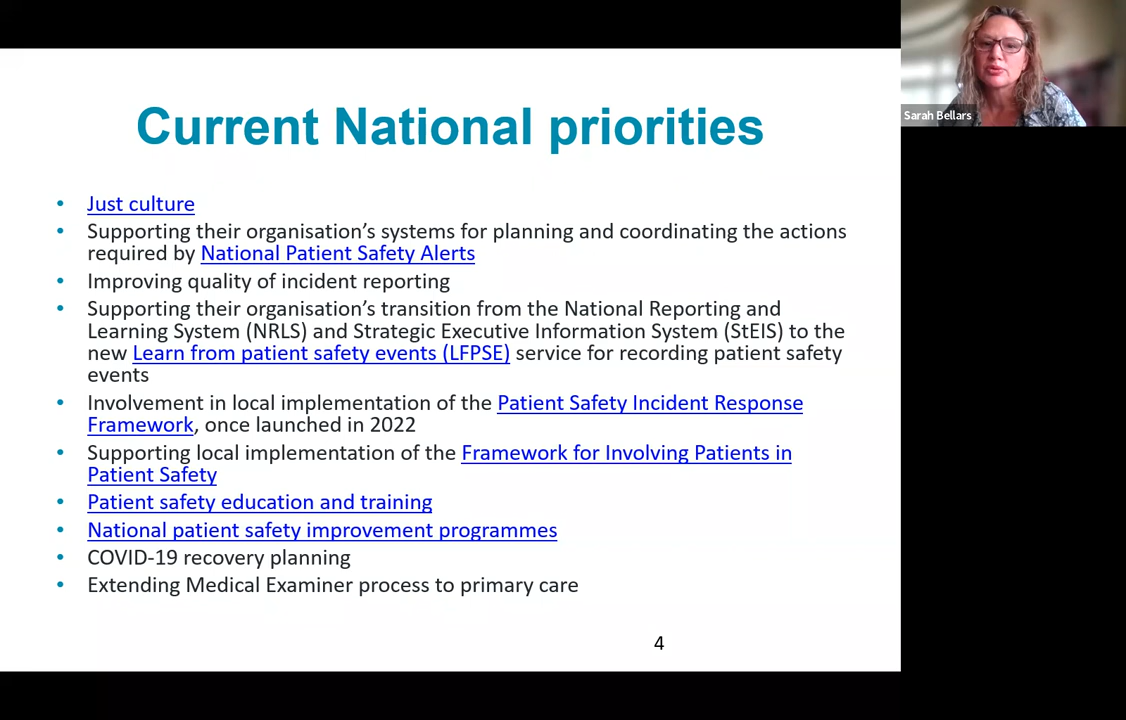 Current National priorities
Sarah Bellars
• Just culture
• Supporting their organisation’s systems for planning and coordinating the actions
required by National Patient Safety Alerts
• Improving quality of incident reporting
• Supporting their organisation’s transition from the National Reporting and
Learning System (NRLS) and Strategic Executive Information System (StEIS) to the
new Learn from patient safety events (LFPSE) service for recording patient safety
events
• Involvement in local implementation of the Patient Safety Incident Response
Framework, once launched in 2022
• Supporting local implementation of the Framework for Involving Patients in
Patient Safety
• Patient safety education and training
• National patient safety improvement programmes
• COVID-19 recovery planning
• Extending Medical Examiner process to primary care
4